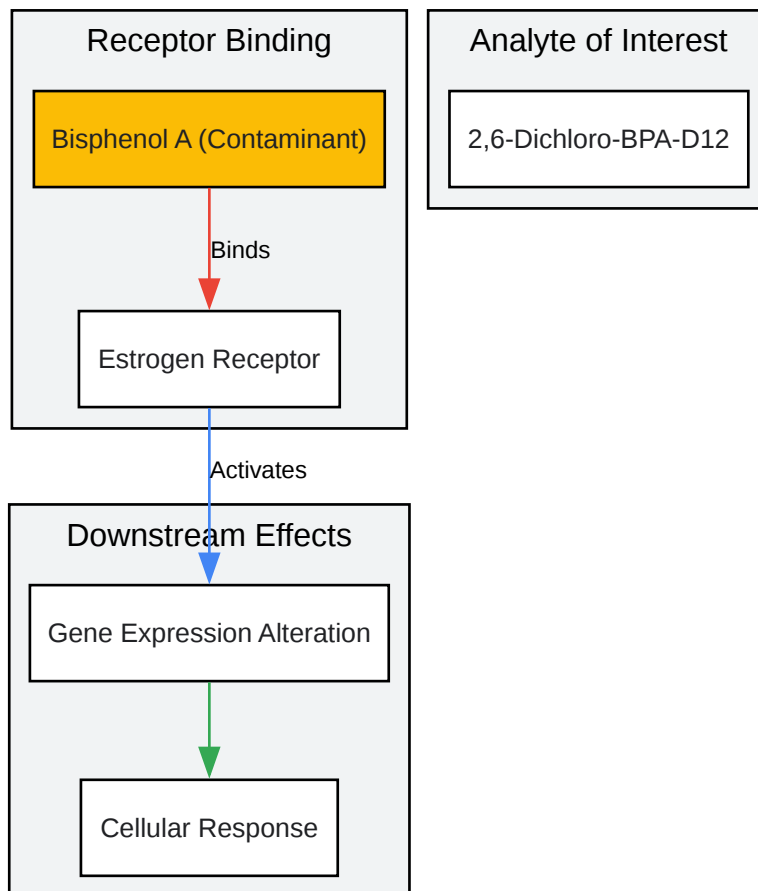 Receptor Binding
Bisphenol A (Contaminant)
Binds
Estrogen Receptor
Activates
Downstream Effects
Gene Expression Alteration
Cellular Response
Analyte of Interest
2,6-Dichloro-BPA-D12